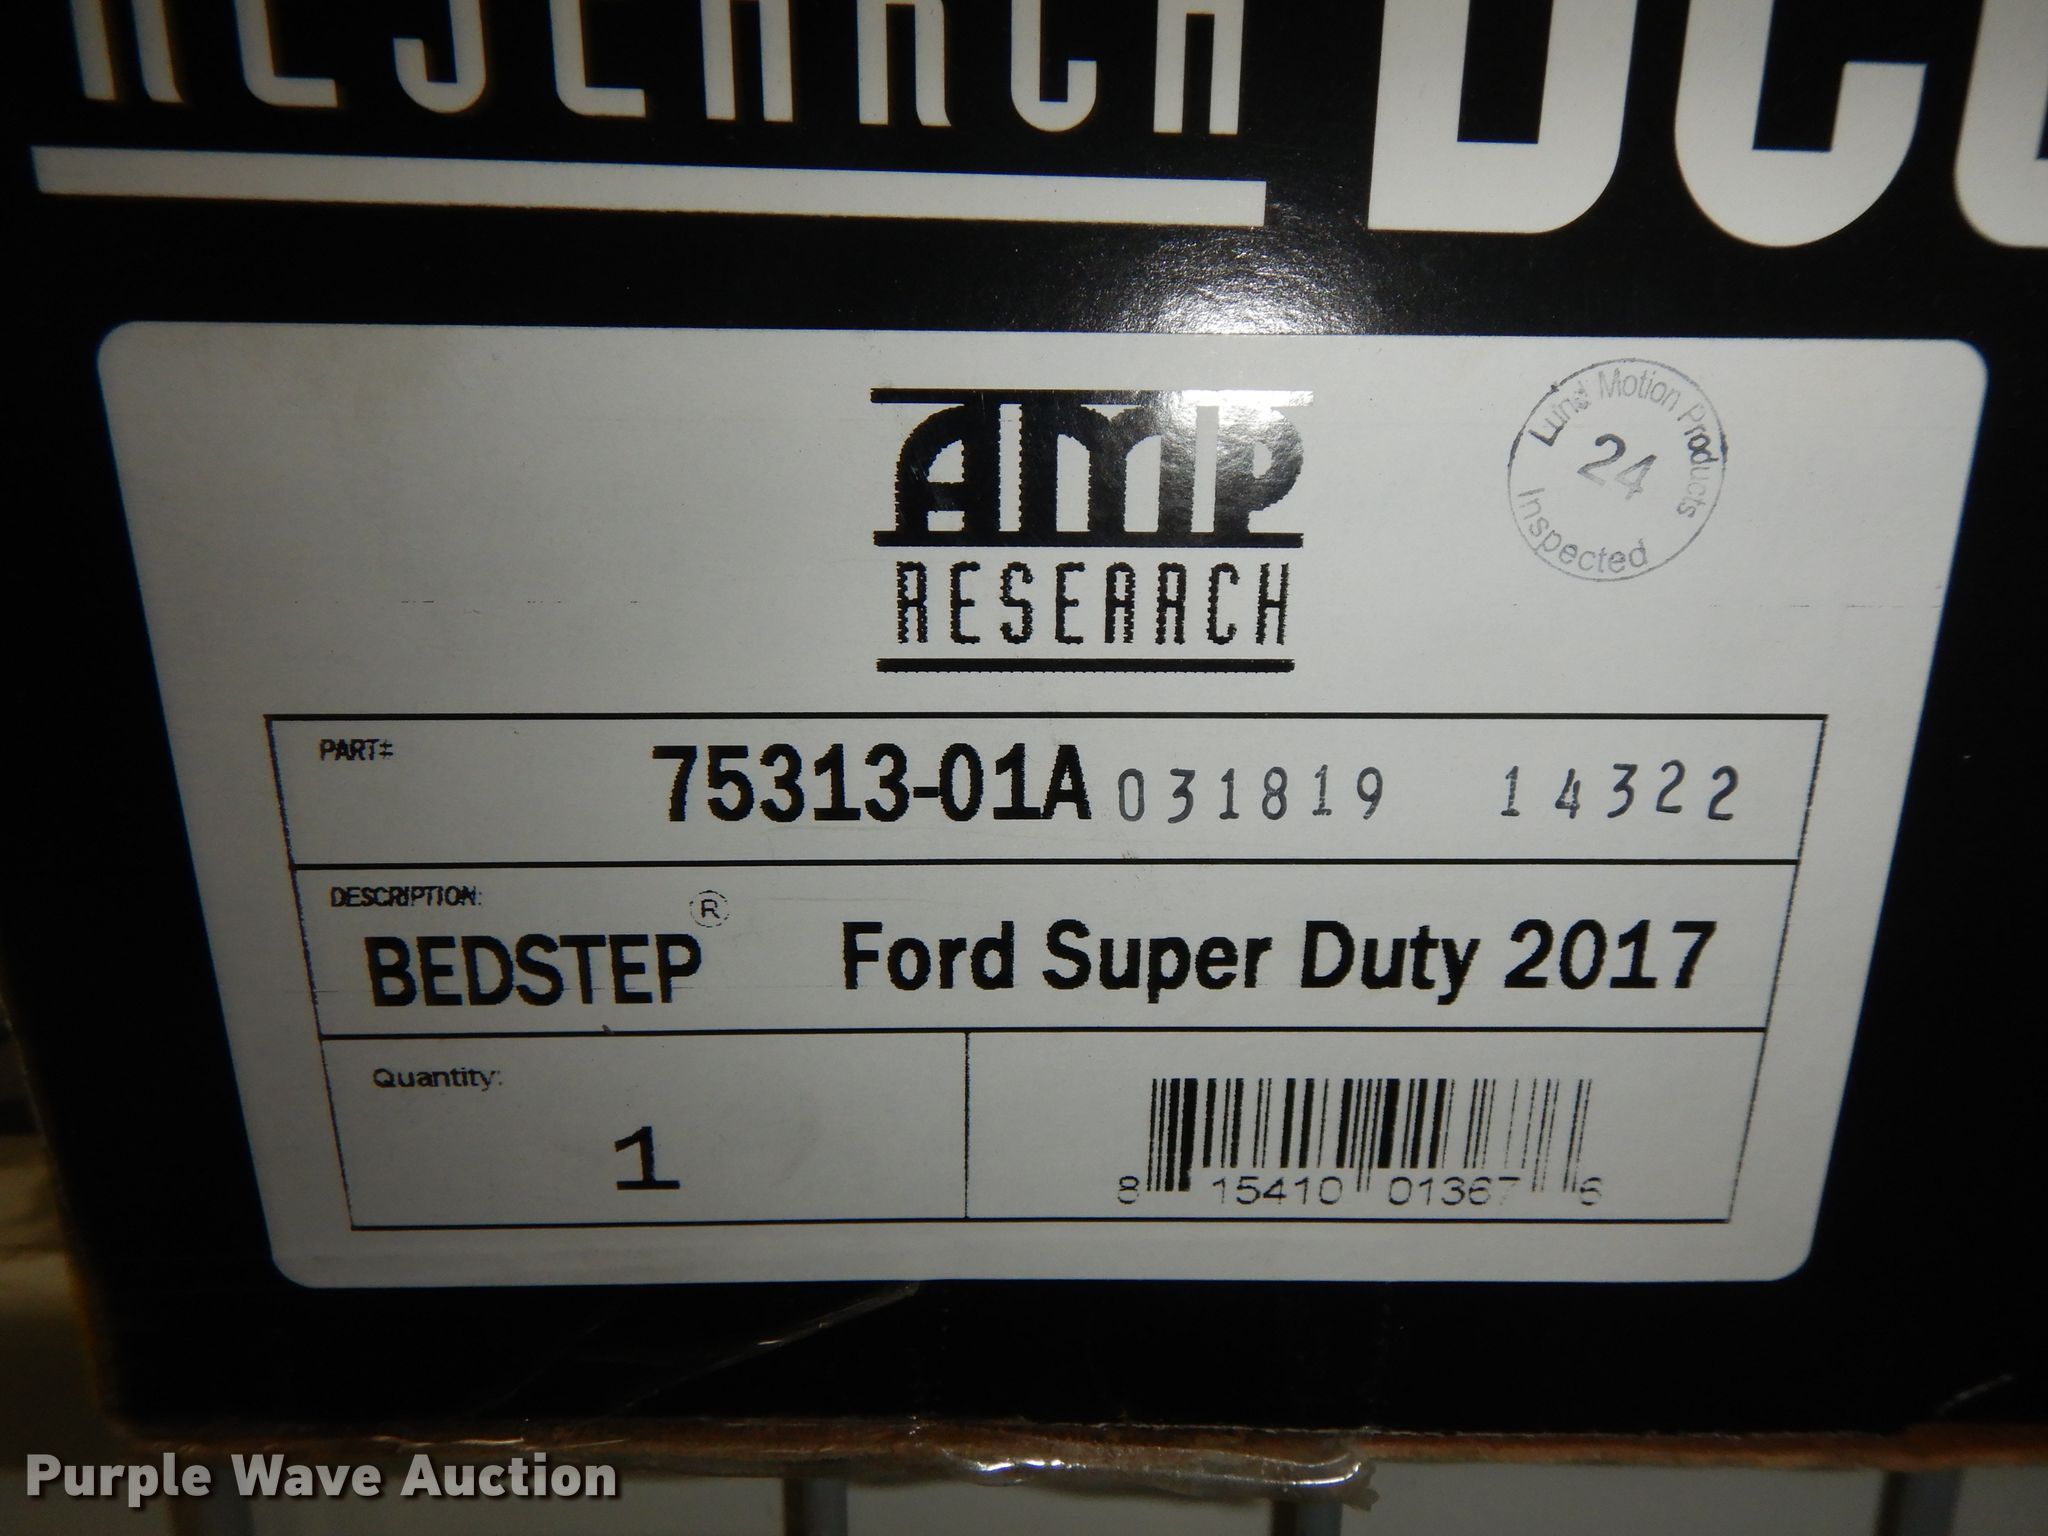 RESEARCH
AMP
RESEARCH
Lund Motion Products
24
Inspected
PART#
75313-01A 031819 14322
DESCRIPTION:
BEDSTEP® Ford Super Duty 2017
Quantity:
1
8 15410 01367 6
Purple Wave Auction